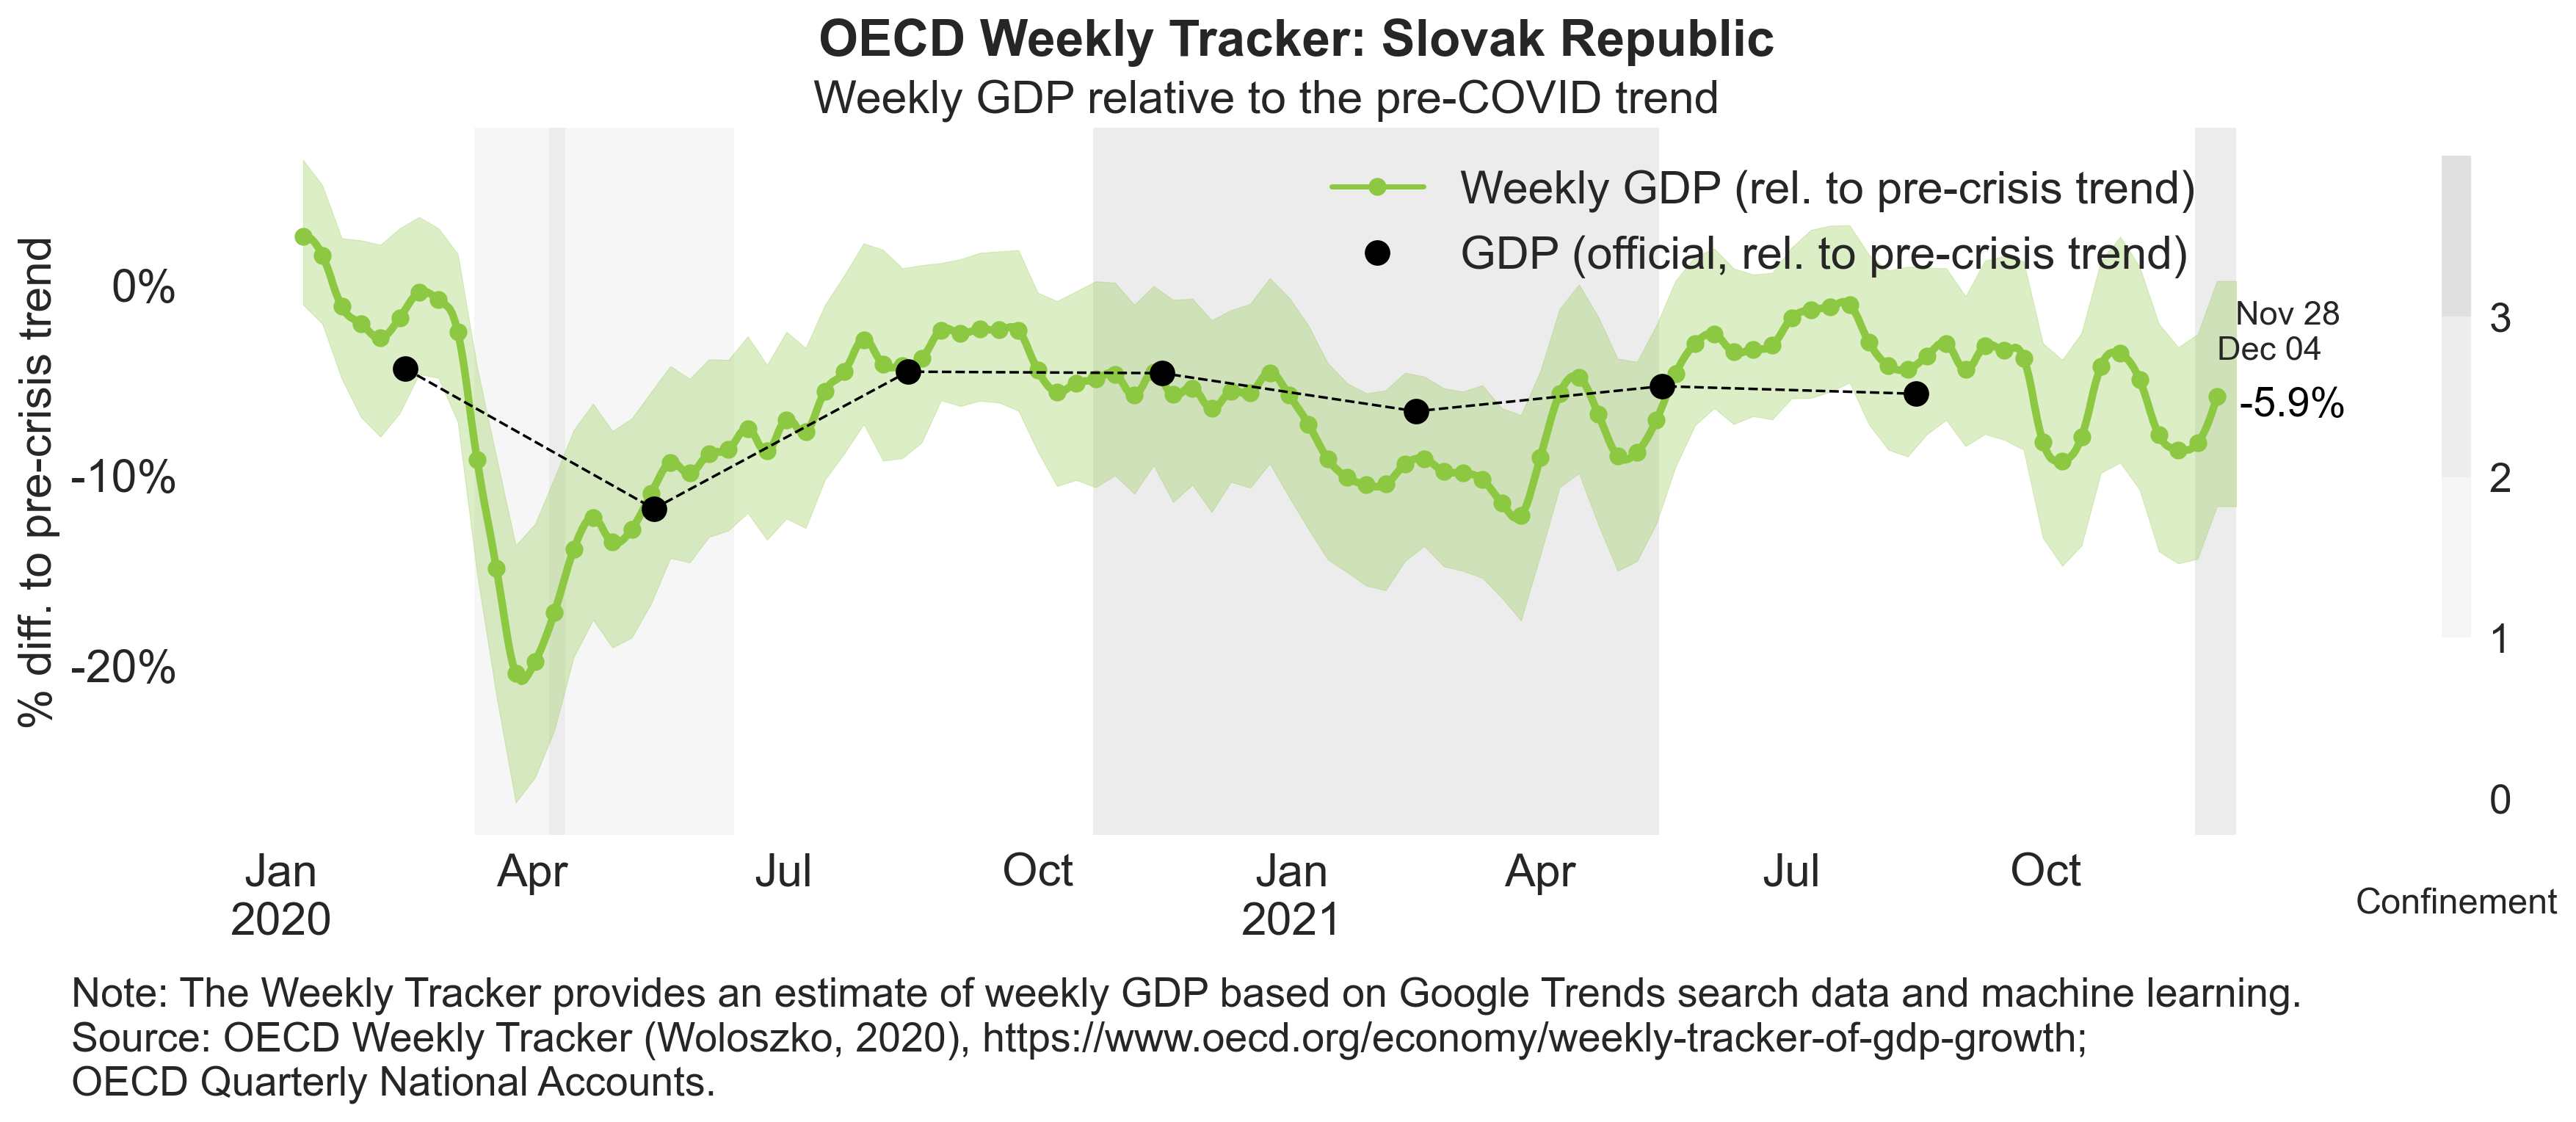 OECD Weekly Tracker: Slovak Republic
Weekly GDP relative to the pre-COVID trend
% diff. to pre-crisis trend
0%
-10%
-20%
Weekly GDP (rel. to pre-crisis trend)
GDP (official, rel. to pre-crisis trend)
Nov 28
Dec 04
-5.9%
3
2
1
0
Confinement
Jan Apr Jul Oct Jan Apr Jul Oct
2020 2021
Note: The Weekly Tracker provides an estimate of weekly GDP based on Google Trends search data and machine learning.
Source: OECD Weekly Tracker (Woloszko, 2020), https://www.oecd.org/economy/weekly-tracker-of-gdp-growth;
OECD Quarterly National Accounts.